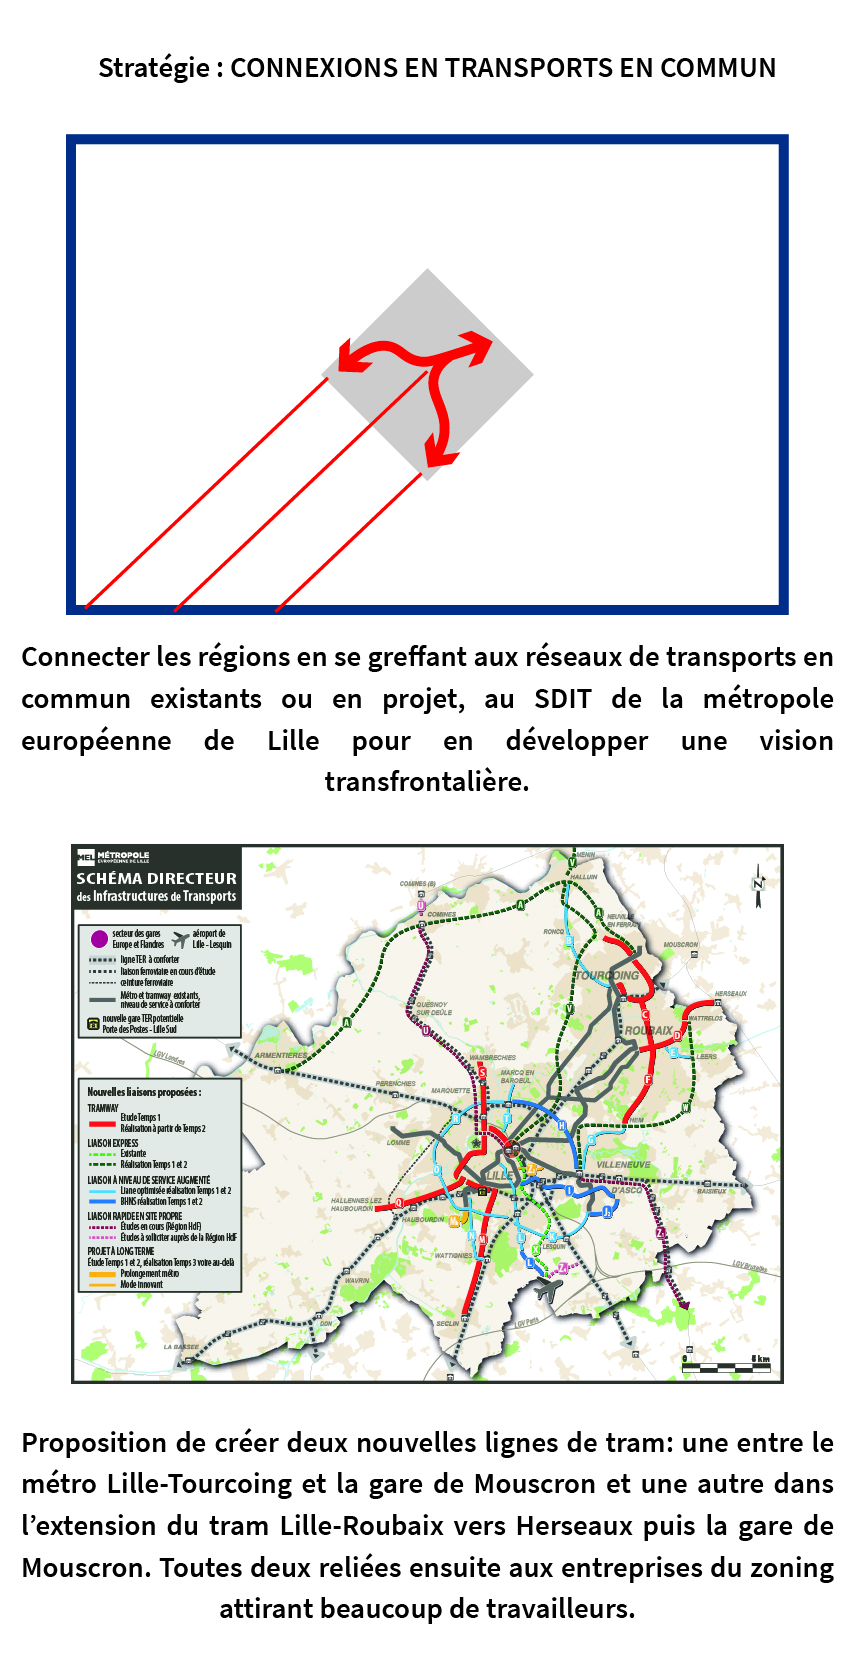 Stratégie : CONNEXIONS EN TRANSPORTS EN COMMUN
Connecter les régions en se greffant aux réseaux de transports en
commun existants ou en projet, au SDIT de la métropole
européenne de Lille pour en développer une vision
transfrontalière.
MEL MÉTROPOLE
EUROPÉENNE DE LILLE
SCHÉMA DIRECTEUR
des Infrastructures de Transports
secteur des gares
Europe et Flandres
aéroport de
Lille - Lesquin
ligne TER à conforter
liaison ferroviaire en cours d'étude
ceinture ferroviaire
Métro et tramway existants,
niveau de service à conforter
nouvelle gare TER potentielle
Porte des Postes - Lille Sud
Nouvelles liaisons proposées :
TRAMWAY
Etude Temps 1
Réalisation à partir de Temps 2
LIAISON EXPRESS
Existante
Réalisation Temps 1 et 2
LIAISON À NIVEAU DE SERVICE AUGMENTÉ
Liane optimisée réalisation Temps 1 et 2
BHNS réalisation Temps 1 et 2
LIAISON RAPIDE EN SITE PROPRE
Études en cours (Région HdF)
Études à solliciter auprès de la Région HdF
PROJET À LONG TERME
Étude Temps 1 et 2, réalisation Temps 3 voire au-delà
Prolongement métro
Mode innovant
MENIN
HALLUIN
COMINES (B)
COMINES
NEUVILLE
EN FERRAIN
RONCQ
MOUSCRON
TOURCOING
HERSEAUX
QUESNOY
SUR DEÛLE
WATTRELOS
ROUBAIX
LEERS
ARMENTIERES
LGV Londres
WAMBRECHIES
MARCQ EN
BAROEUL
PERENCHIES
MARQUETTE
HEM
LOMME
LILLE
VILLENEUVE
D'ASCQ
BAISIEUX
HALLENNES LEZ
HAUBOURDIN
HAUBOURDIN
WATTIGNIES
LESQUIN
WAVRIN
LGV Bruxelles
SECLIN
LGV Paris
DON
LA BASSEE
N
0
5 km
Proposition de créer deux nouvelles lignes de tram: une entre le
métro Lille-Tourcoing et la gare de Mouscron et une autre dans
l’extension du tram Lille-Roubaix vers Herseaux puis la gare de
Mouscron. Toutes deux reliées ensuite aux entreprises du zoning
attirant beaucoup de travailleurs.